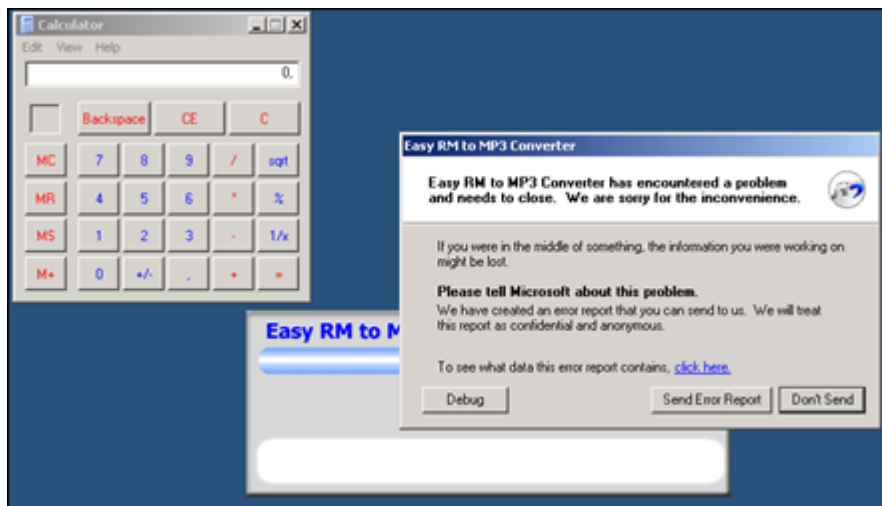 Calculator
Edit View Help
0,
Backspace CE C
MC 7 8 9 / sqrt
MR 4 5 6 * %
MS 1 2 3 - 1/x
M+ 0 +/- , + =
Easy RM to MP3 Converter
Easy RM to MP3 Converter has encountered a problem
and needs to close. We are sorry for the inconvenience.
If you were in the middle of something, the information you were working on
might be lost.
Please tell Microsoft about this problem.
We have created an error report that you can send to us. We will treat
this report as confidential and anonymous.
To see what data this error report contains, click here.
Debug Send Error Report Don't Send
Easy RM to M